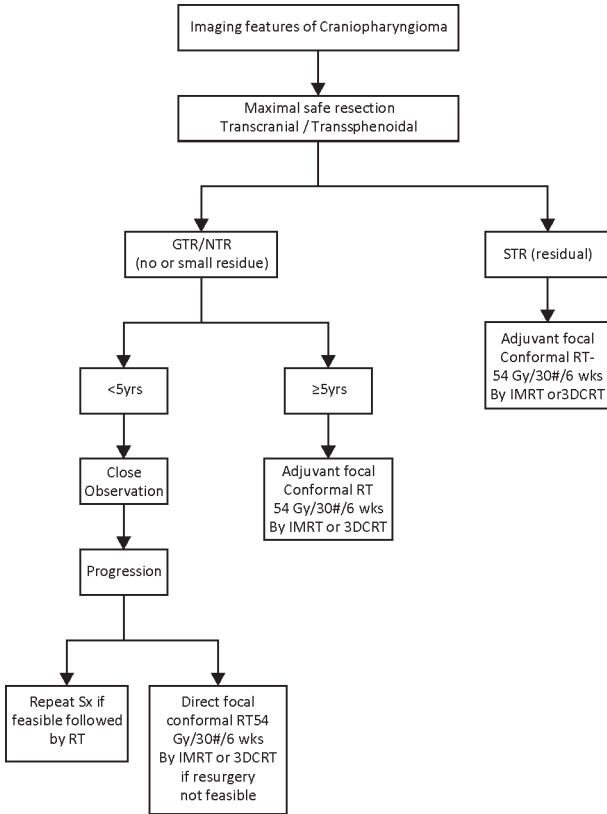 Imaging features of Craniopharyngioma
Maximal safe resection
Transcranial / Transsphenoidal
GTR/NTR
(no or small residue)
STR (residual)
Adjuvant focal
Conformal RT-
54 Gy/30#/6 wks
By IMRT or3DCRT
<5yrs
≥5yrs
Close
Observation
Adjuvant focal
Conformal RT
54 Gy/30#/6 wks
By IMRT or 3DCRT
Progression
Repeat Sx if
feasible followed
by RT
Direct focal
conformal RT54
Gy/30#/6 wks
By IMRT or 3DCRT
if resurgery
not feasible